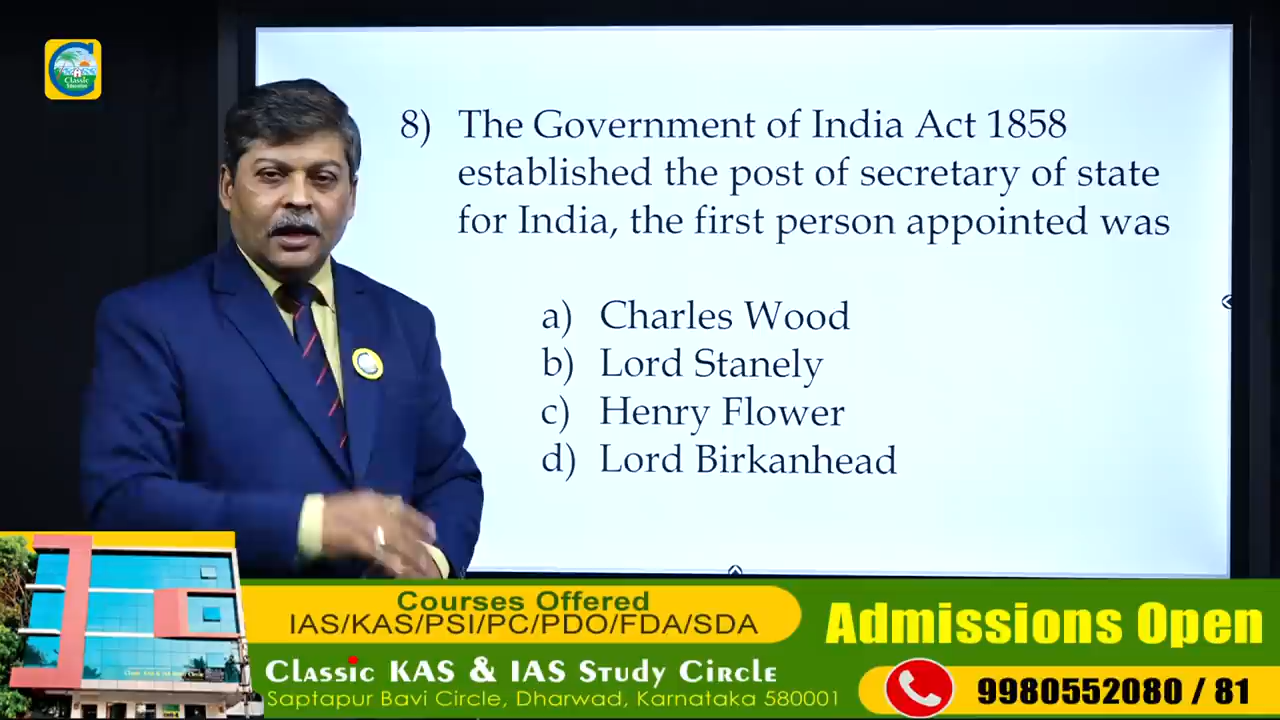 Classic
Education
8) The Government of India Act 1858
established the post of secretary of state
for India, the first person appointed was
a) Charles Wood
b) Lord Stanely
c) Henry Flower
d) Lord Birkanhead
Courses Offered
IAS/KAS/PSI/PC/PDO/FDA/SDA
Admissions Open
Classic KAS & IAS Study Circle
Saptapur Bavi Circle, Dharwad, Karnataka 580001
9980552080 / 81